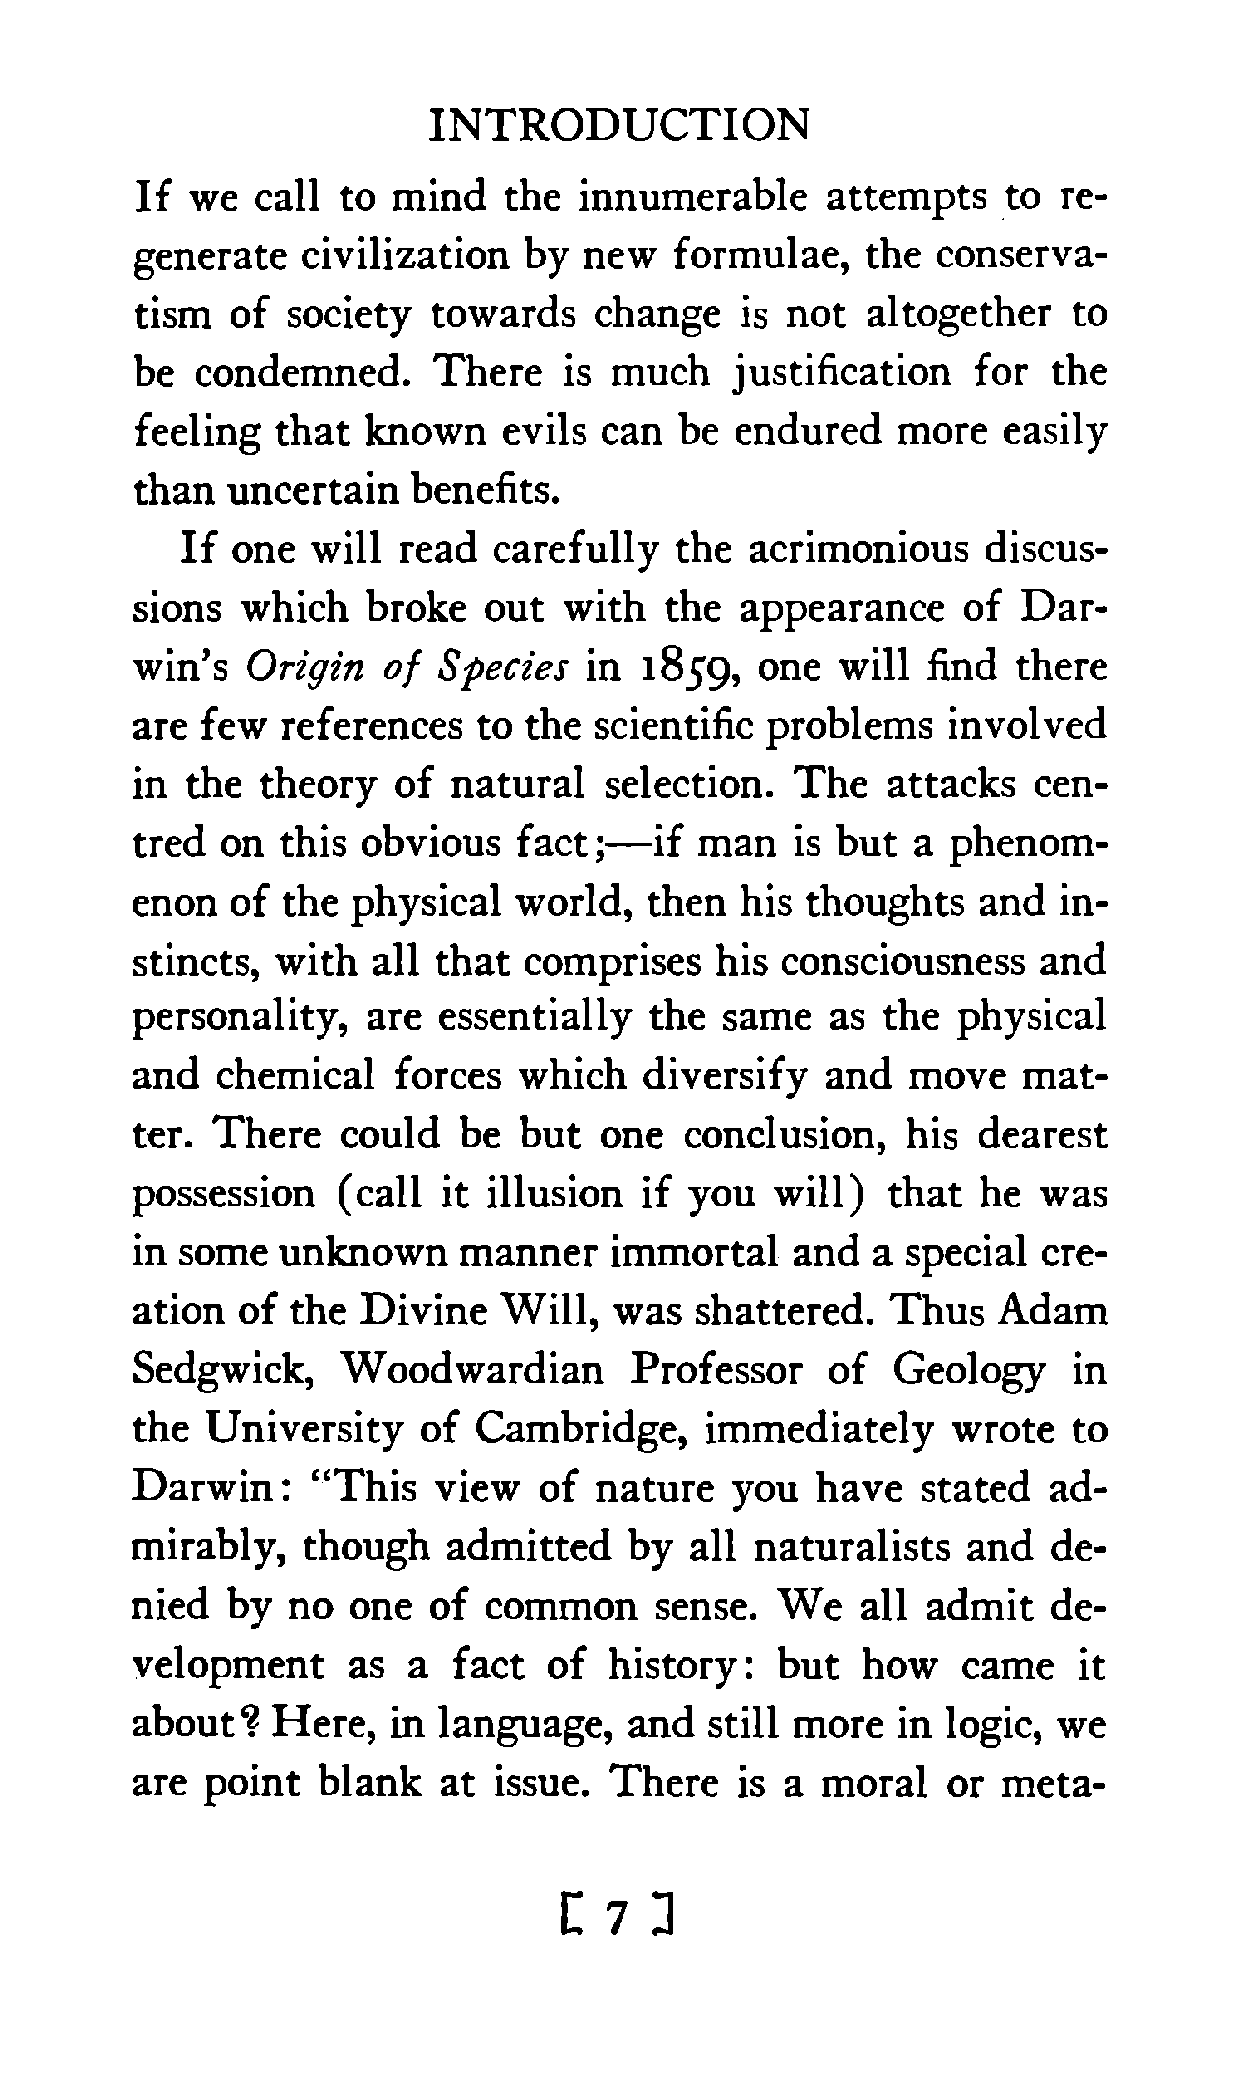 INTRODUCTION
If we call to mind the innumerable attempts to re-
generate civilization by new formulae, the conserva-
tism of society towards change is not altogether to
be condemned. There is much justification for the
feeling that known evils can be endured more easily
than uncertain benefits.
If one will read carefully the acrimonious discus-
sions which broke out with the appearance of Dar-
win's Origin of Species in 1859, one will find there
are few references to the scientific problems involved
in the theory of natural selection. The attacks cen-
tred on this obvious fact;—if man is but a phenom-
enon of the physical world, then his thoughts and in-
stincts, with all that comprises his consciousness and
personality, are essentially the same as the physical
and chemical forces which diversify and move mat-
ter. There could be but one conclusion, his dearest
possession (call it illusion if you will) that he was
in some unknown manner immortal and a special cre-
ation of the Divine Will, was shattered. Thus Adam
Sedgwick, Woodwardian Professor of Geology in
the University of Cambridge, immediately wrote to
Darwin: “This view of nature you have stated ad-
mirably, though admitted by all naturalists and de-
nied by no one of common sense. We all admit de-
velopment as a fact of history: but how came it
about? Here, in language, and still more in logic, we
are point blank at issue. There is a moral or meta-
[ 7 ]